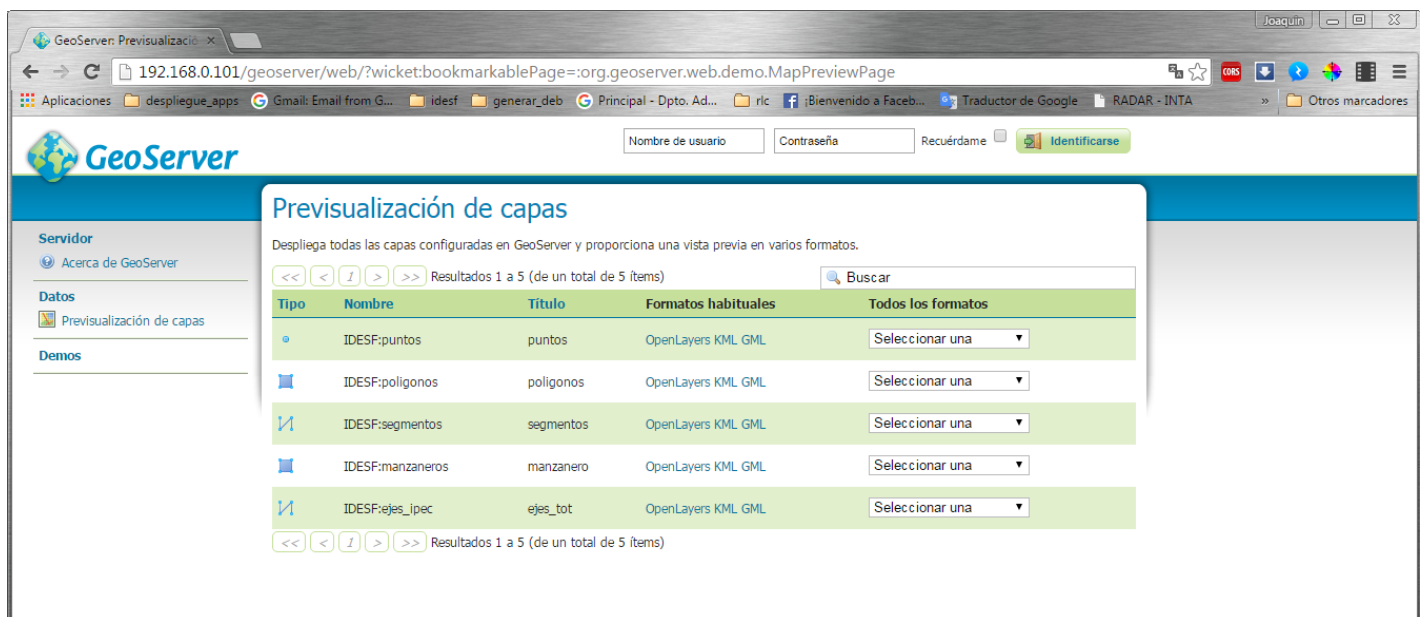 Joaquin
GeoServer: Previsualizació
192.168.0.101/geoserver/web/?wicket:bookmarkablePage=:org.geoserver.web.demo.MapPreviewPage
CORS
Aplicaciones despliegue_apps Gmail: Email from G... idesf generar_deb Principal - Dpto. Ad... rlc ¡Bienvenido a Faceb... Traductor de Google RADAR - INTA » Otros marcadores
GeoServer
Nombre de usuario Contraseña Recuérdame Identificarse
Servidor
Acerca de GeoServer
Datos
Previsualización de capas
Demos
Previsualización de capas
Despliega todas las capas configuradas en GeoServer y proporciona una vista previa en varios formatos.
<< < 1 > >> Resultados 1 a 5 (de un total de 5 ítems) Buscar
Tipo Nombre Título Formatos habituales Todos los formatos
IDESF:puntos puntos OpenLayers KML GML Seleccionar una
IDESF:poligonos poligonos OpenLayers KML GML Seleccionar una
IDESF:segmentos segmentos OpenLayers KML GML Seleccionar una
IDESF:manzaneros manzanero OpenLayers KML GML Seleccionar una
IDESF:ejes_ipec ejes_tot OpenLayers KML GML Seleccionar una
<< < 1 > >> Resultados 1 a 5 (de un total de 5 ítems)